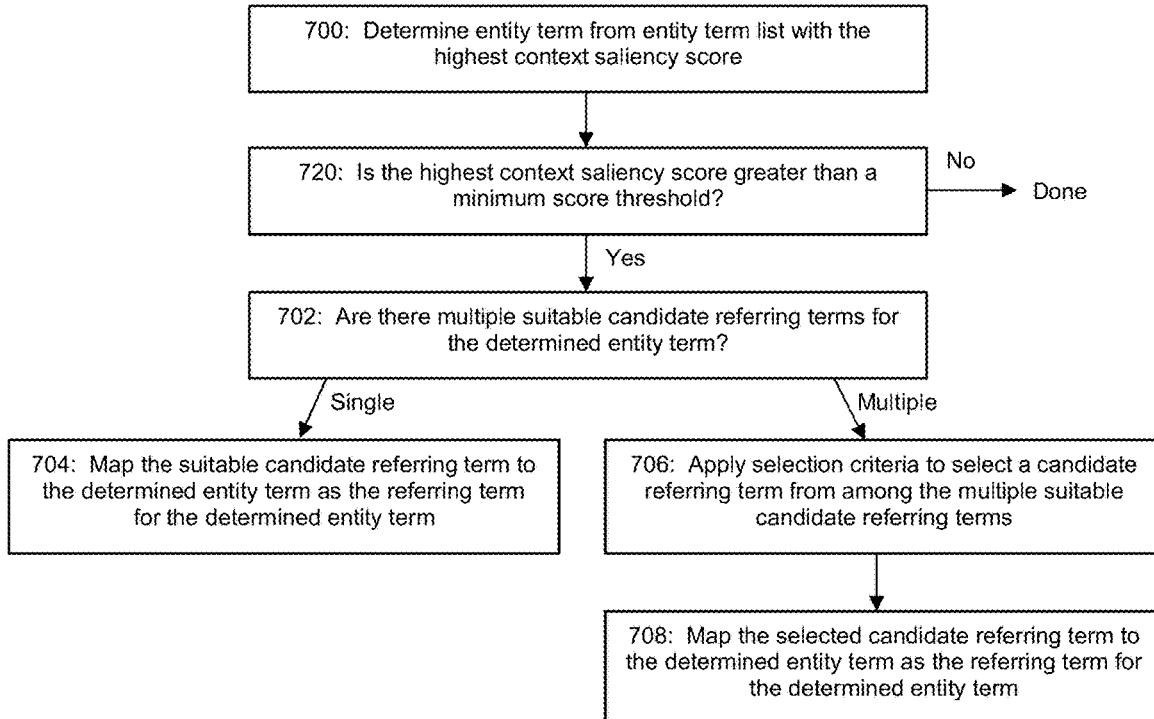 700: Determine entity term from entity term list with the
highest context saliency score
720: Is the highest context saliency score greater than a
minimum score threshold?
No
Done
Yes
702: Are there multiple suitable candidate referring terms for
the determined entity term?
Single
Multiple
704: Map the suitable candidate referring term to
the determined entity term as the referring term
for the determined entity term
706: Apply selection criteria to select a candidate
referring term from among the multiple suitable
candidate referring terms
708: Map the selected candidate referring term to
the determined entity term as the referring term for
the determined entity term